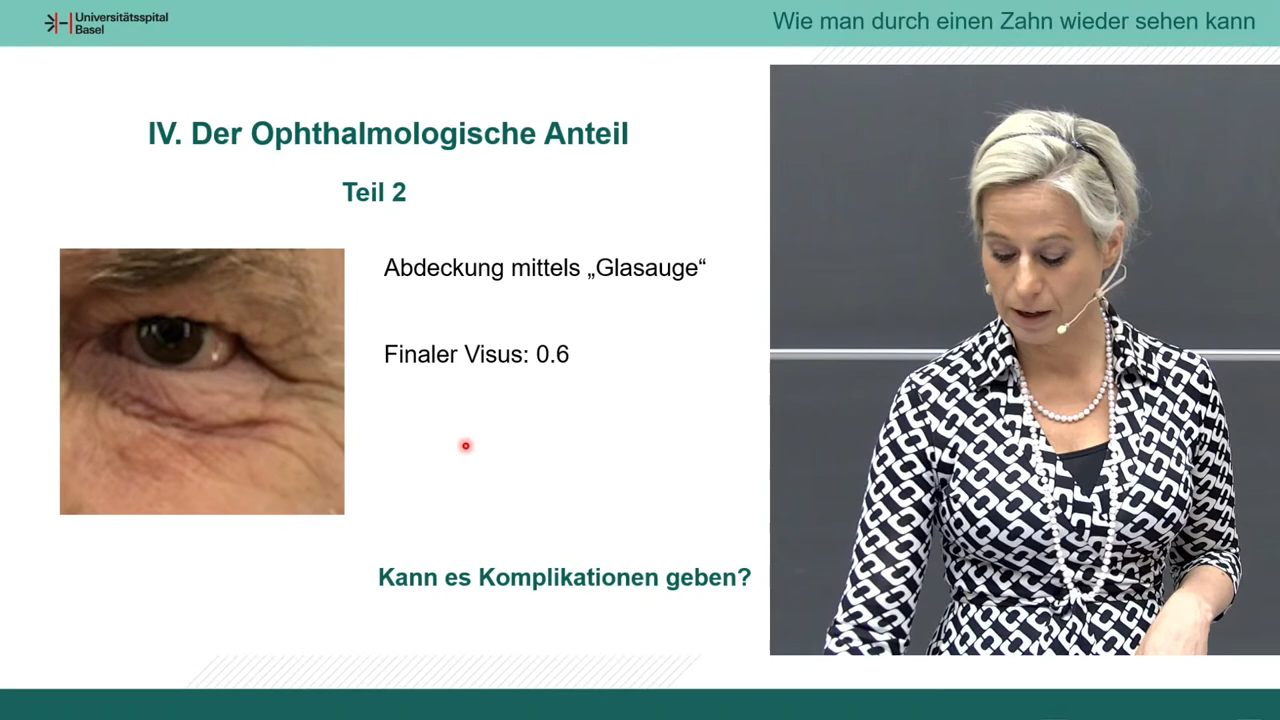 Universitätsspital
Basel
Wie man durch einen Zahn wieder sehen kann
IV. Der Ophthalmologische Anteil
Teil 2
Abdeckung mittels „Glasauge“
Finaler Visus: 0.6
Kann es Komplikationen geben?